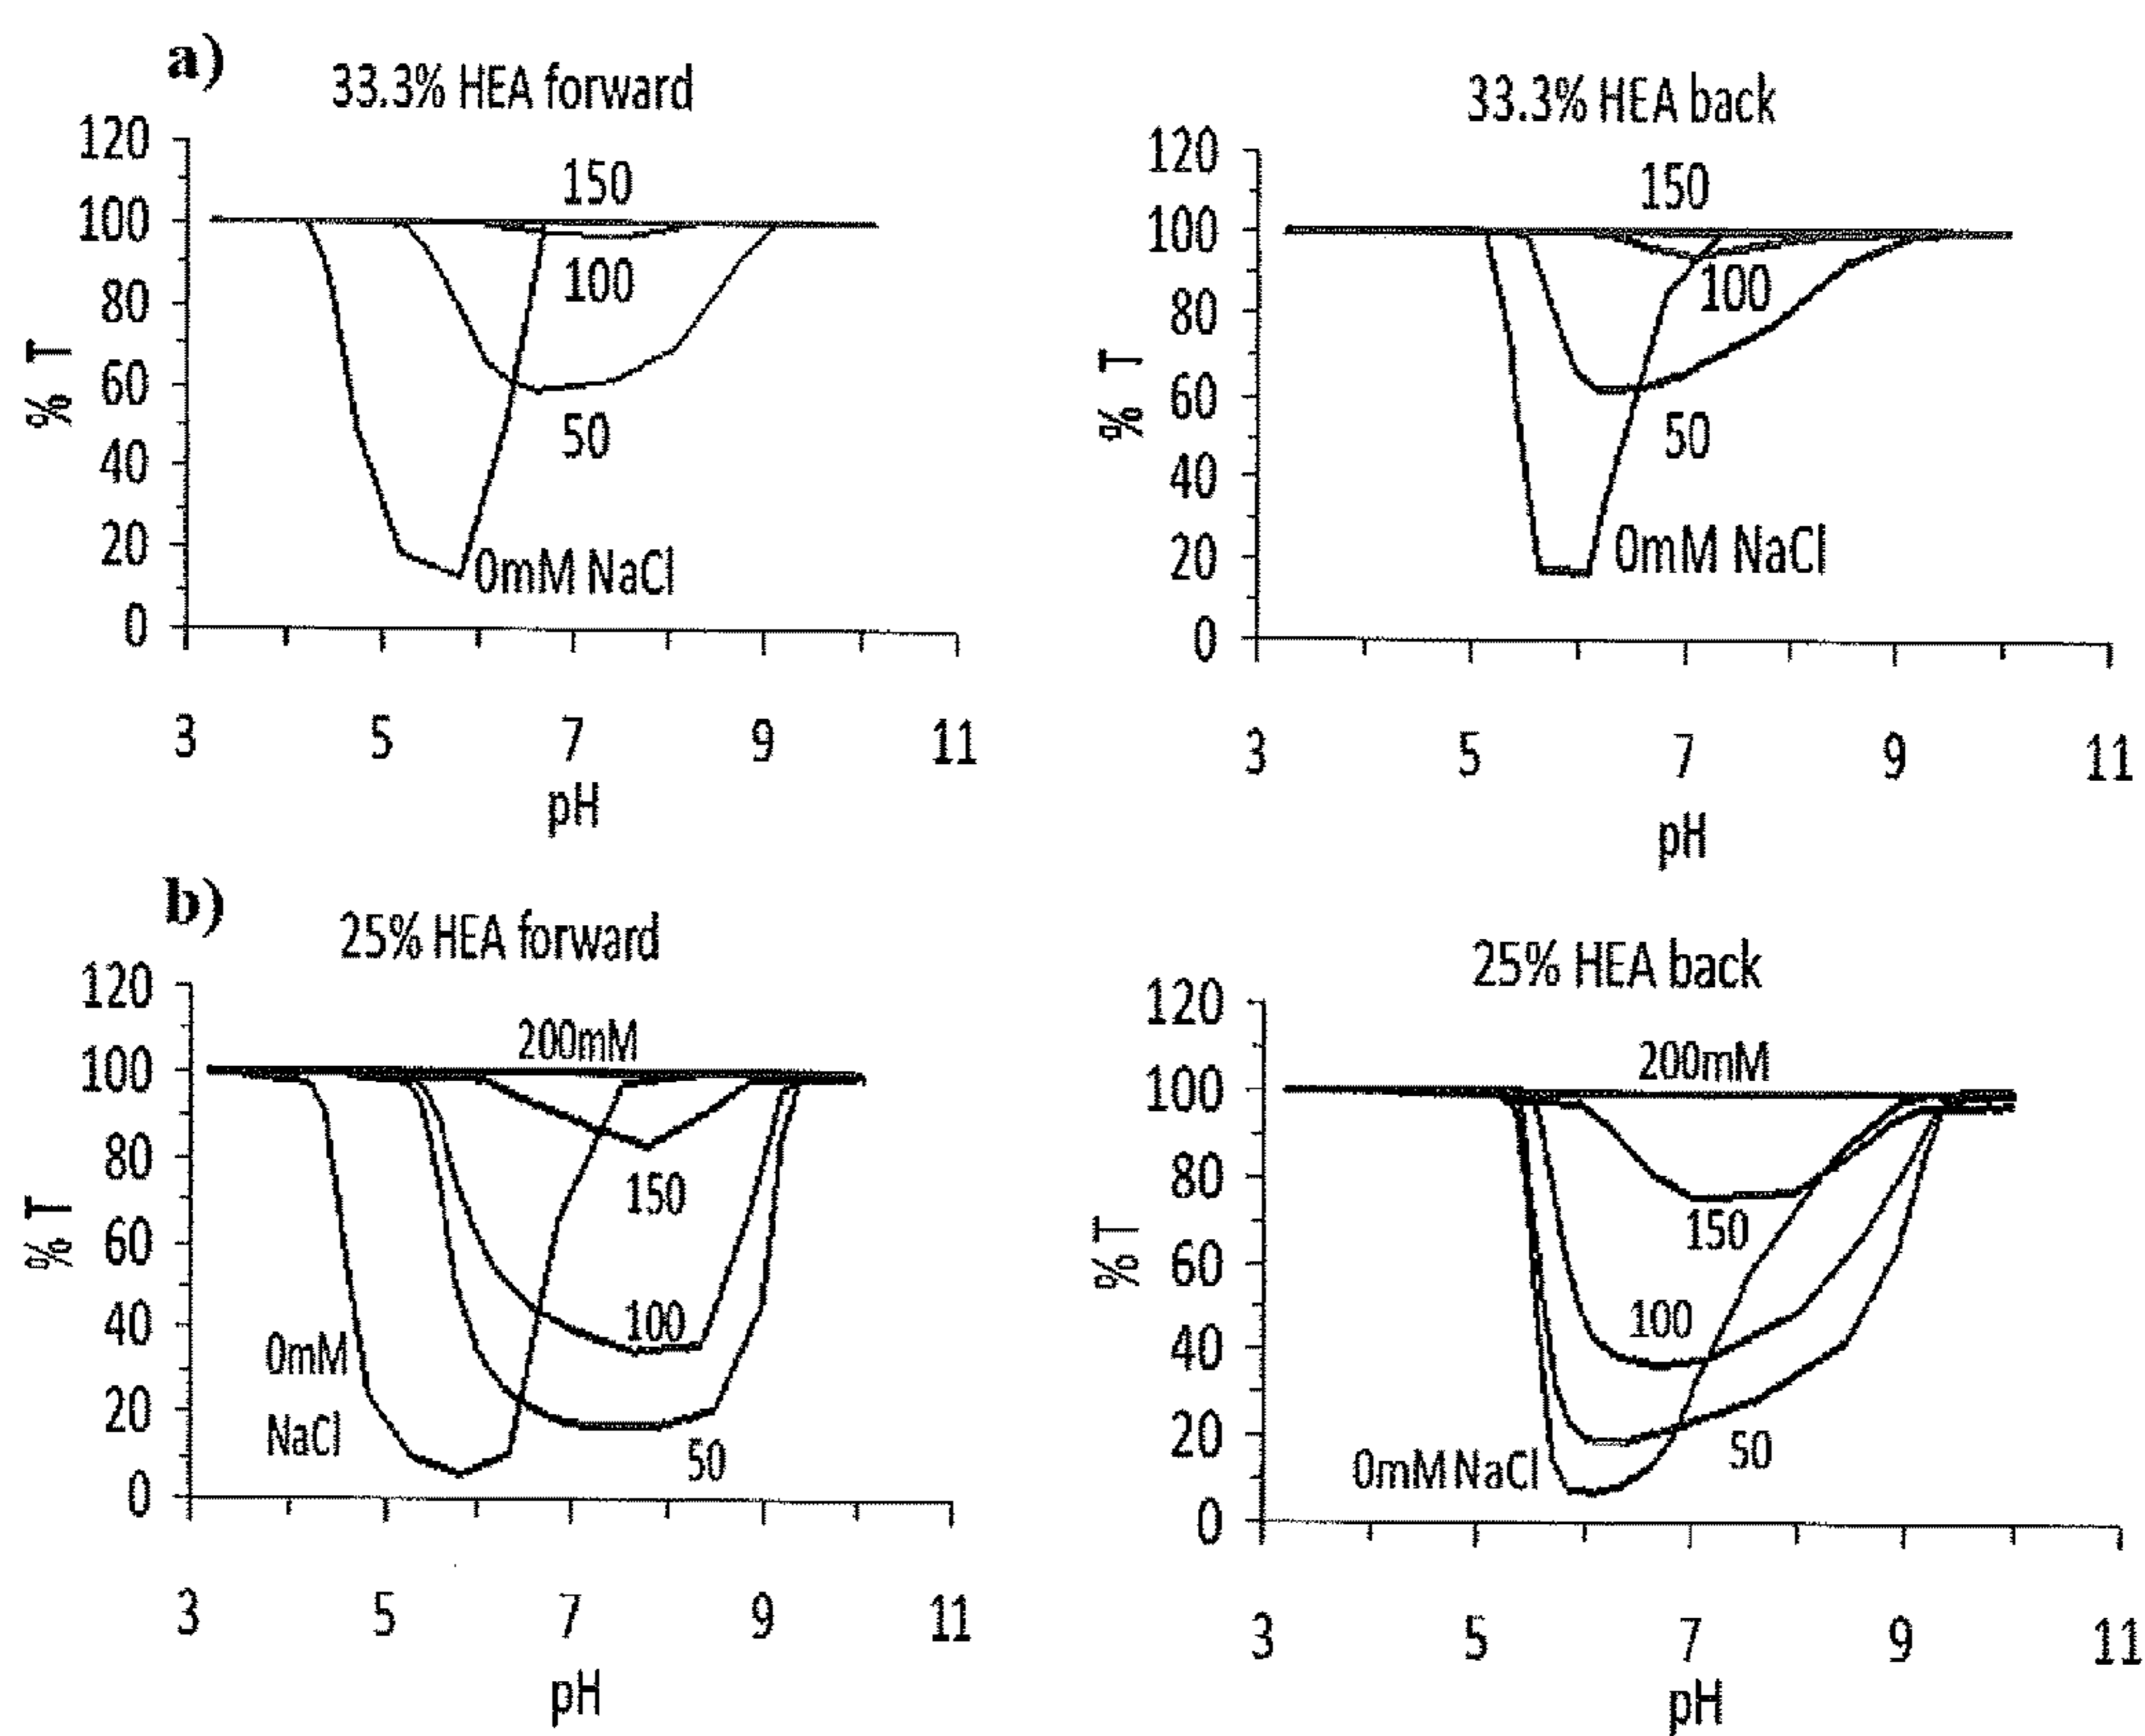 a)
33.3% HEA forward
120
100
80
60
40
20
0
% T
150
100
50
0mM NaCl
3 5 7 9 11
pH
33.3% HEA back
120
100
80
60
40
20
0
% T
150
100
50
0mM NaCl
3 5 7 9 11
pH
b)
25% HEA forward
120
100
80
60
40
20
0
% T
200mM
150
100
50
0mM
NaCl
3 5 7 9 11
pH
25% HEA back
120
100
80
60
40
20
0
% T
200mM
150
100
50
0mM NaCl
3 5 7 9 11
pH